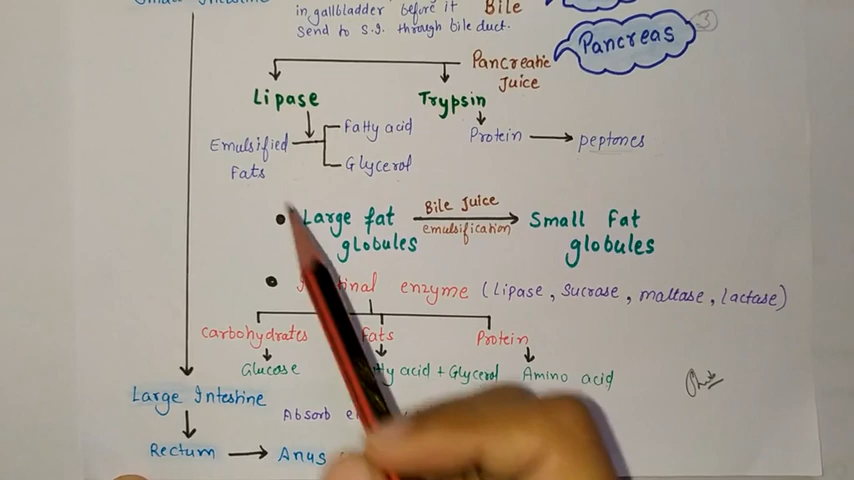 in gallbladder before it Bile
send to S.I. through bile duct.
Pancreas
3
Pancreatic
Juice
Lipase
Trypsin
Emulsified
Fats
Fatty acid
Glycerol
Protein → peptones
• Large fat
globules
Bile Juice
emulsification
Small Fat
globules
enzyme (Lipase, Sucrase, maltase, lactase)
Carbohydrates Fats Protein
Glucose acid + Glycerol Amino acid
Large Intestine
Absorb
Rectum → Anus